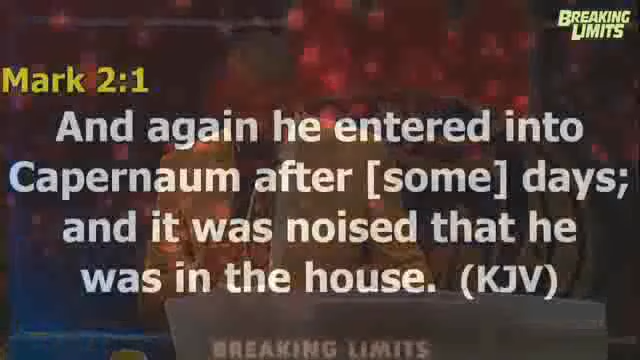 BREAKING
LIMITS
Mark 2:1
And again he entered into
Capernaum after [some] days;
and it was noised that he
was in the house. (KJV)
BREAKING LIMITS